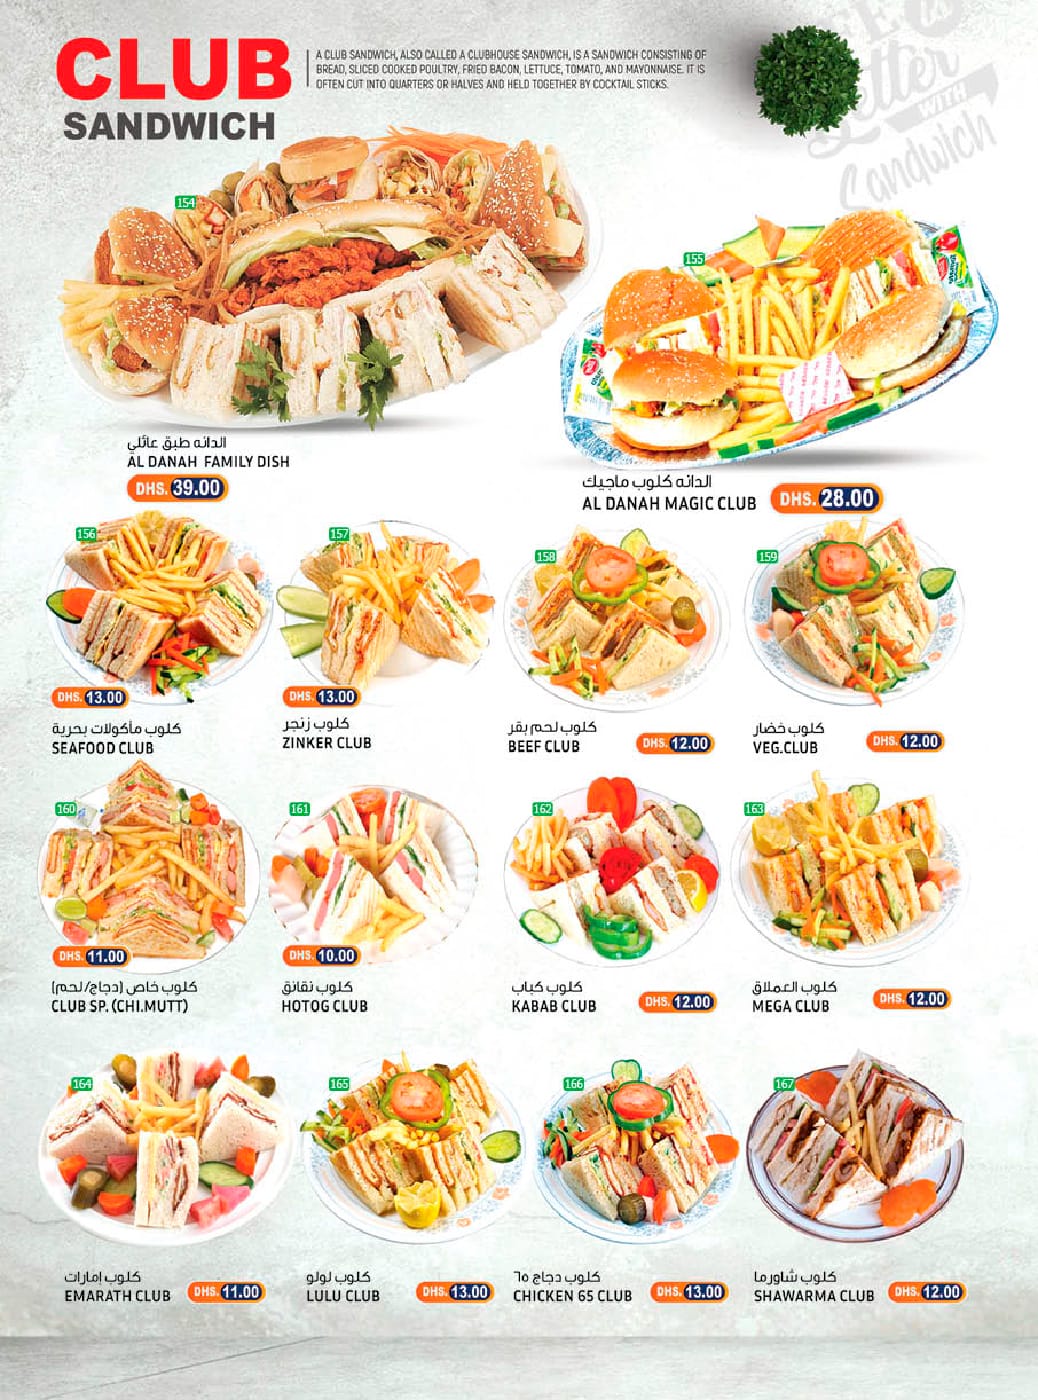 CLUB
SANDWICH
A CLUB SANDWICH, ALSO CALLED A CLUBHOUSE SANDWICH, IS A SANDWICH CONSISTING OF
BREAD, SLICED COOKED POULTRY, FRIED BACON, LETTUCE, TOMATO, AND MAYONNAISE. IT IS
OFTEN CUT INTO QUARTERS OR HALVES AND HELD TOGETHER BY COCKTAIL STICKS.
Better
WITH
Sandwich
154
155
الدانه طبق عائلي
AL DANAH FAMILY DISH
DHS. 39.00
الدانه كلوب ماجيك
AL DANAH MAGIC CLUB
DHS. 28.00
156
157
158
159
DHS. 13.00
كلوب مأكولات بحرية
SEAFOOD CLUB
DHS. 13.00
كلوب زنجر
ZINKER CLUB
كلوب لحم بقر
BEEF CLUB
DHS. 12.00
كلوب خضار
VEG.CLUB
DHS. 12.00
160
161
162
163
DHS. 11.00
كلوب خاص (دجاج/ لحم)
CLUB SP. (CHI.MUTT)
DHS. 10.00
كلوب نقانق
HOTOG CLUB
كلوب كباب
KABAB CLUB
DHS. 12.00
كلوب العملاق
MEGA CLUB
DHS. 12.00
164
165
166
167
كلوب إمارات
EMARATH CLUB
DHS. 11.00
كلوب لولو
LULU CLUB
DHS. 13.00
كلوب دجاج ٦٥
CHICKEN 65 CLUB
DHS. 13.00
كلوب شاورما
SHAWARMA CLUB
DHS. 12.00